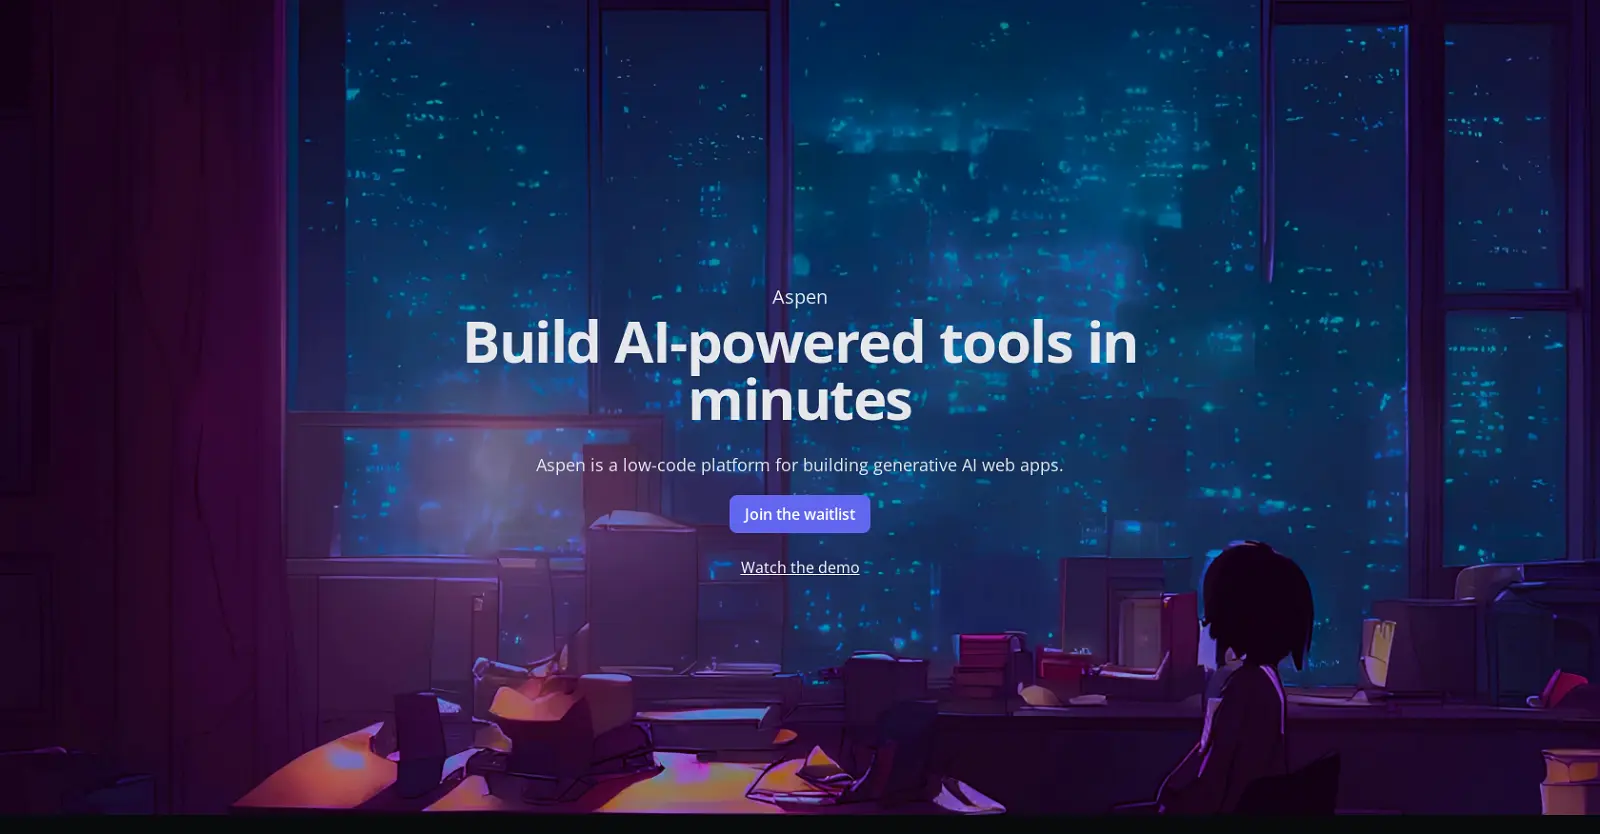 Aspen
Build AI-powered tools in
minutes
Aspen is a low-code platform for building generative AI web apps.
Join the waitlist
Watch the demo